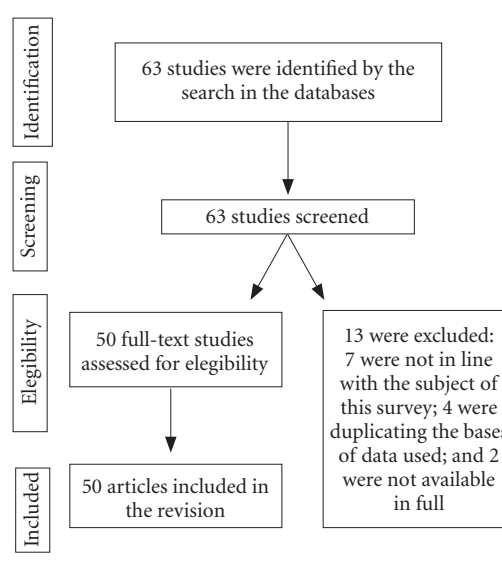 Identification
63 studies were identified by the
search in the databases
Screening
63 studies screened
Elegibility
50 full-text studies
assessed for elegibility
13 were excluded:
7 were not in line
with the subject of
this survey; 4 were
duplicating the bases
of data used; and 2
were not available
in full
Included
50 articles included in
the revision